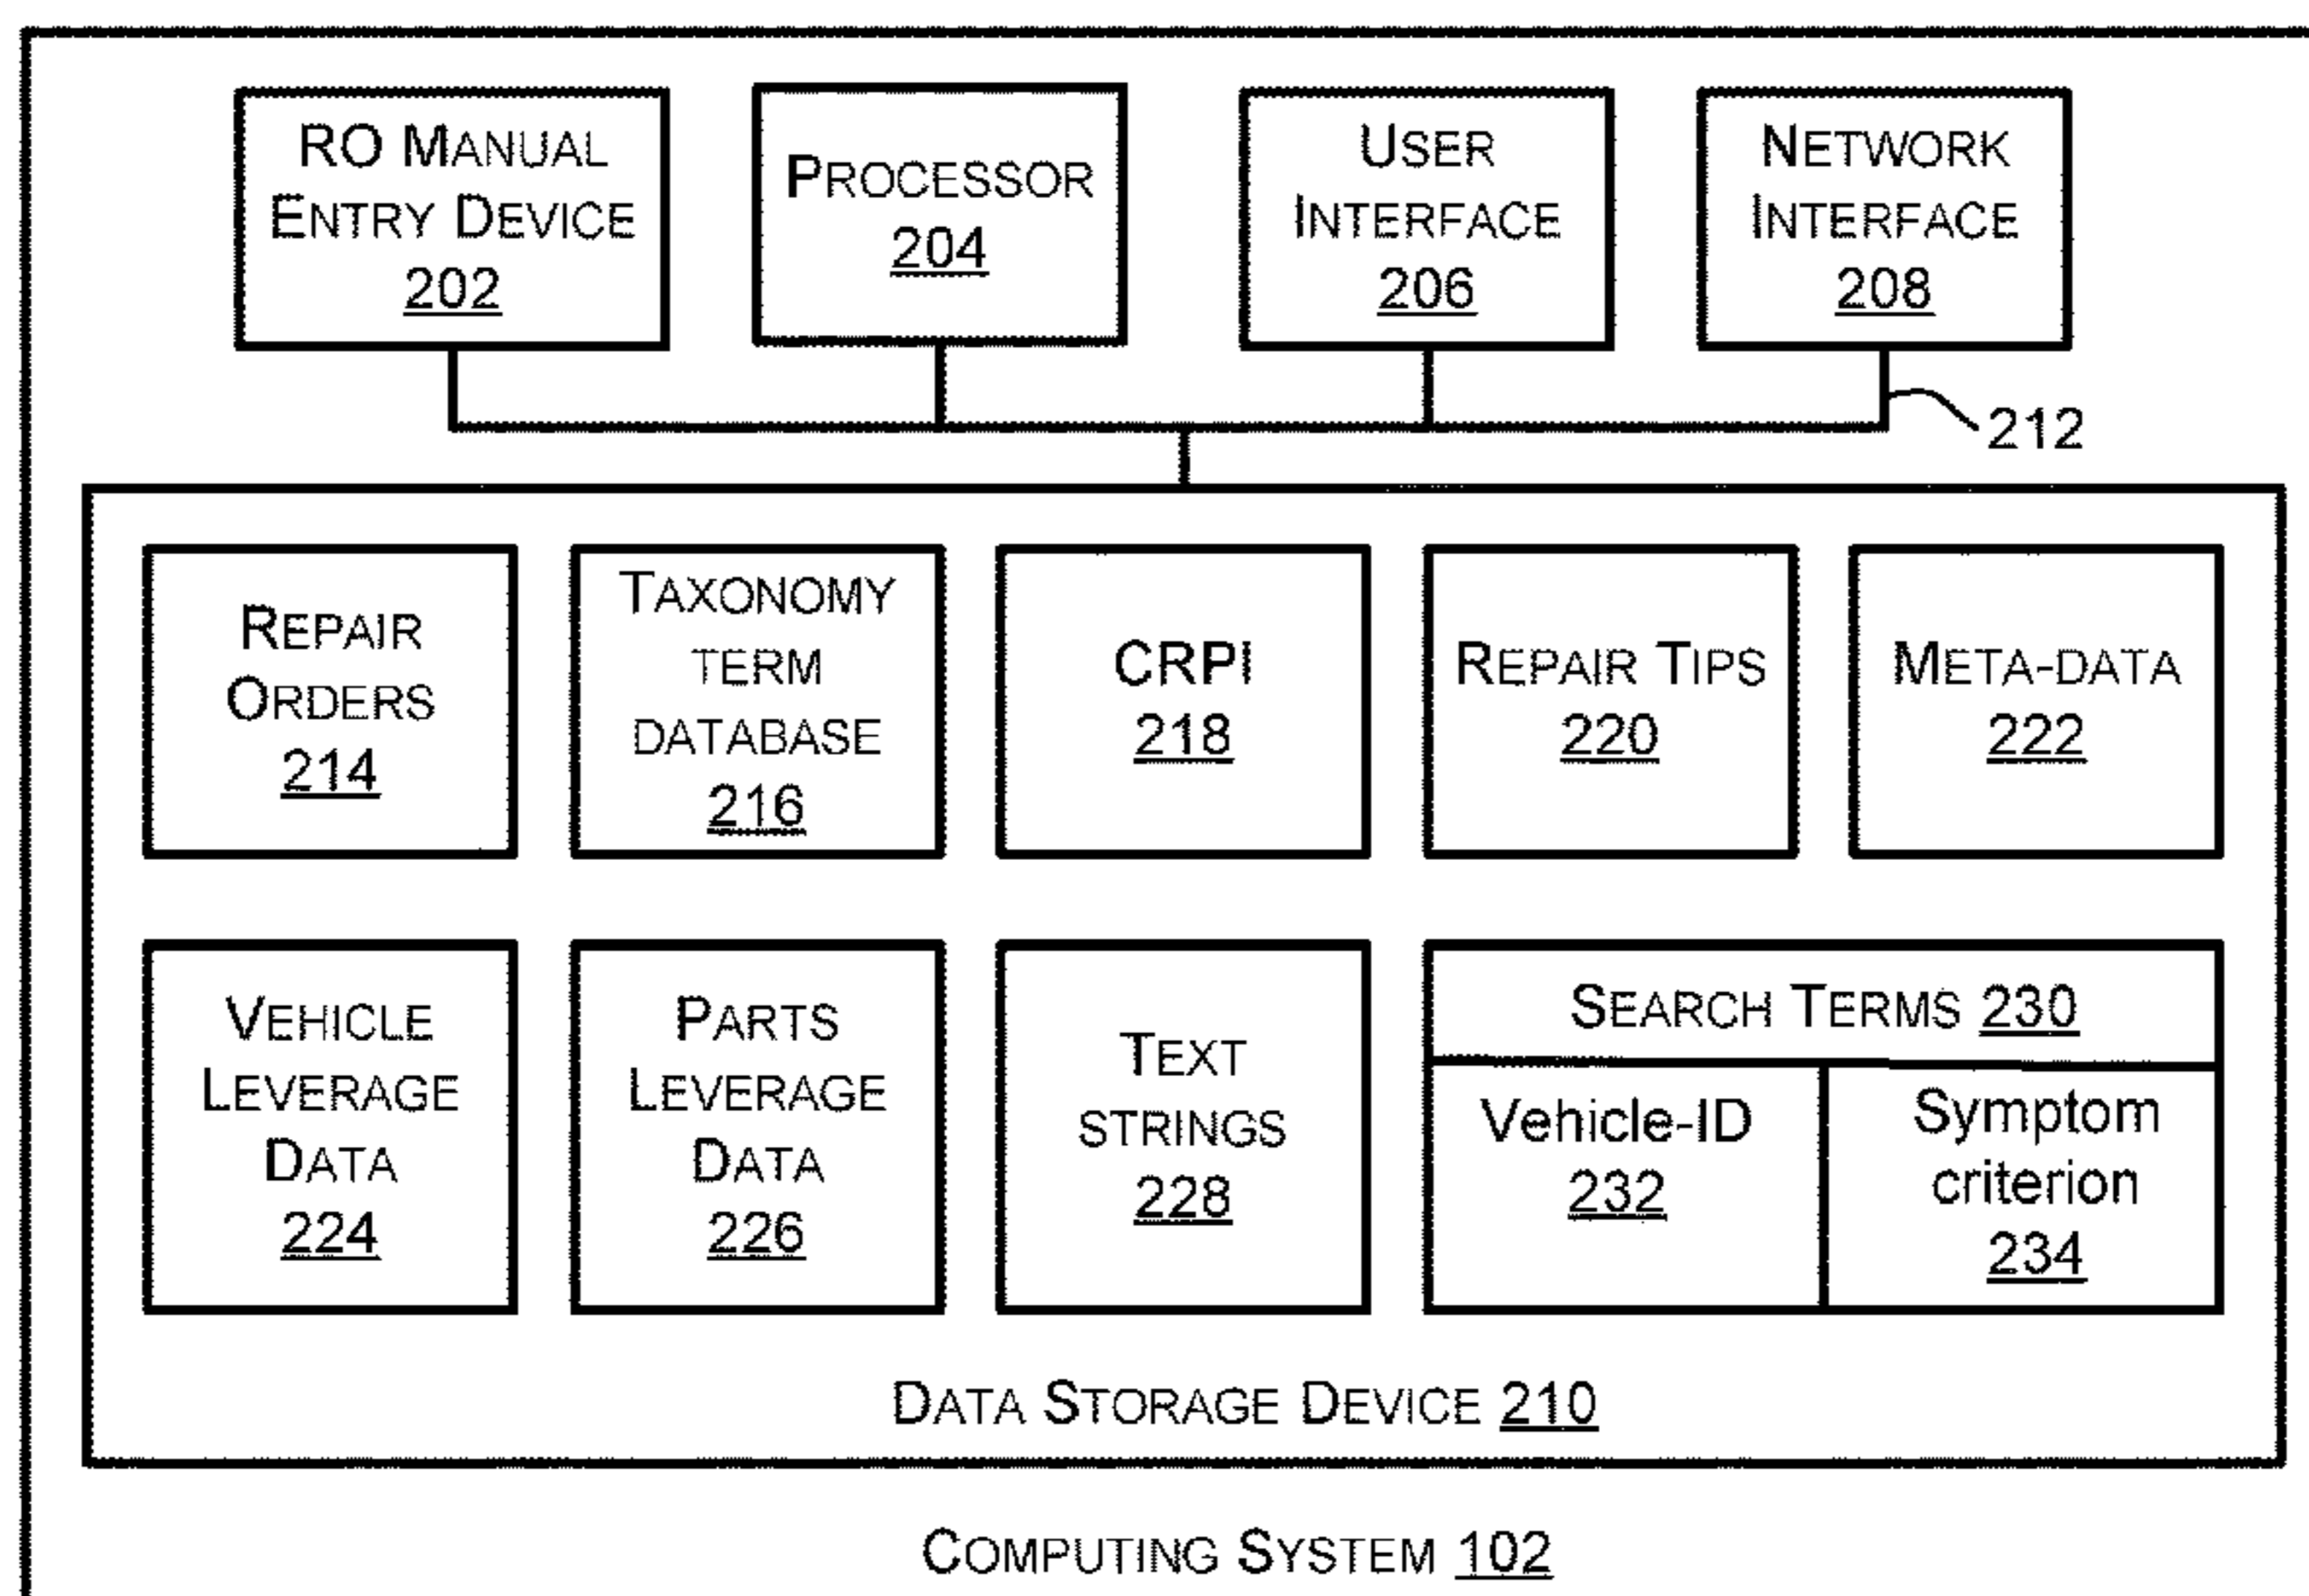 RO MANUAL
ENTRY DEVICE
202
PROCESSOR
204
USER
INTERFACE
206
NETWORK
INTERFACE
208
212
REPAIR
ORDERS
214
TAXONOMY
TERM
DATABASE
216
CRPI
218
REPAIR TIPS
220
META-DATA
222
VEHICLE
LEVERAGE
DATA
224
PARTS
LEVERAGE
DATA
226
TEXT
STRINGS
228
SEARCH TERMS 230
Vehicle-ID
232
Symptom
criterion
234
DATA STORAGE DEVICE 210
COMPUTING SYSTEM 102